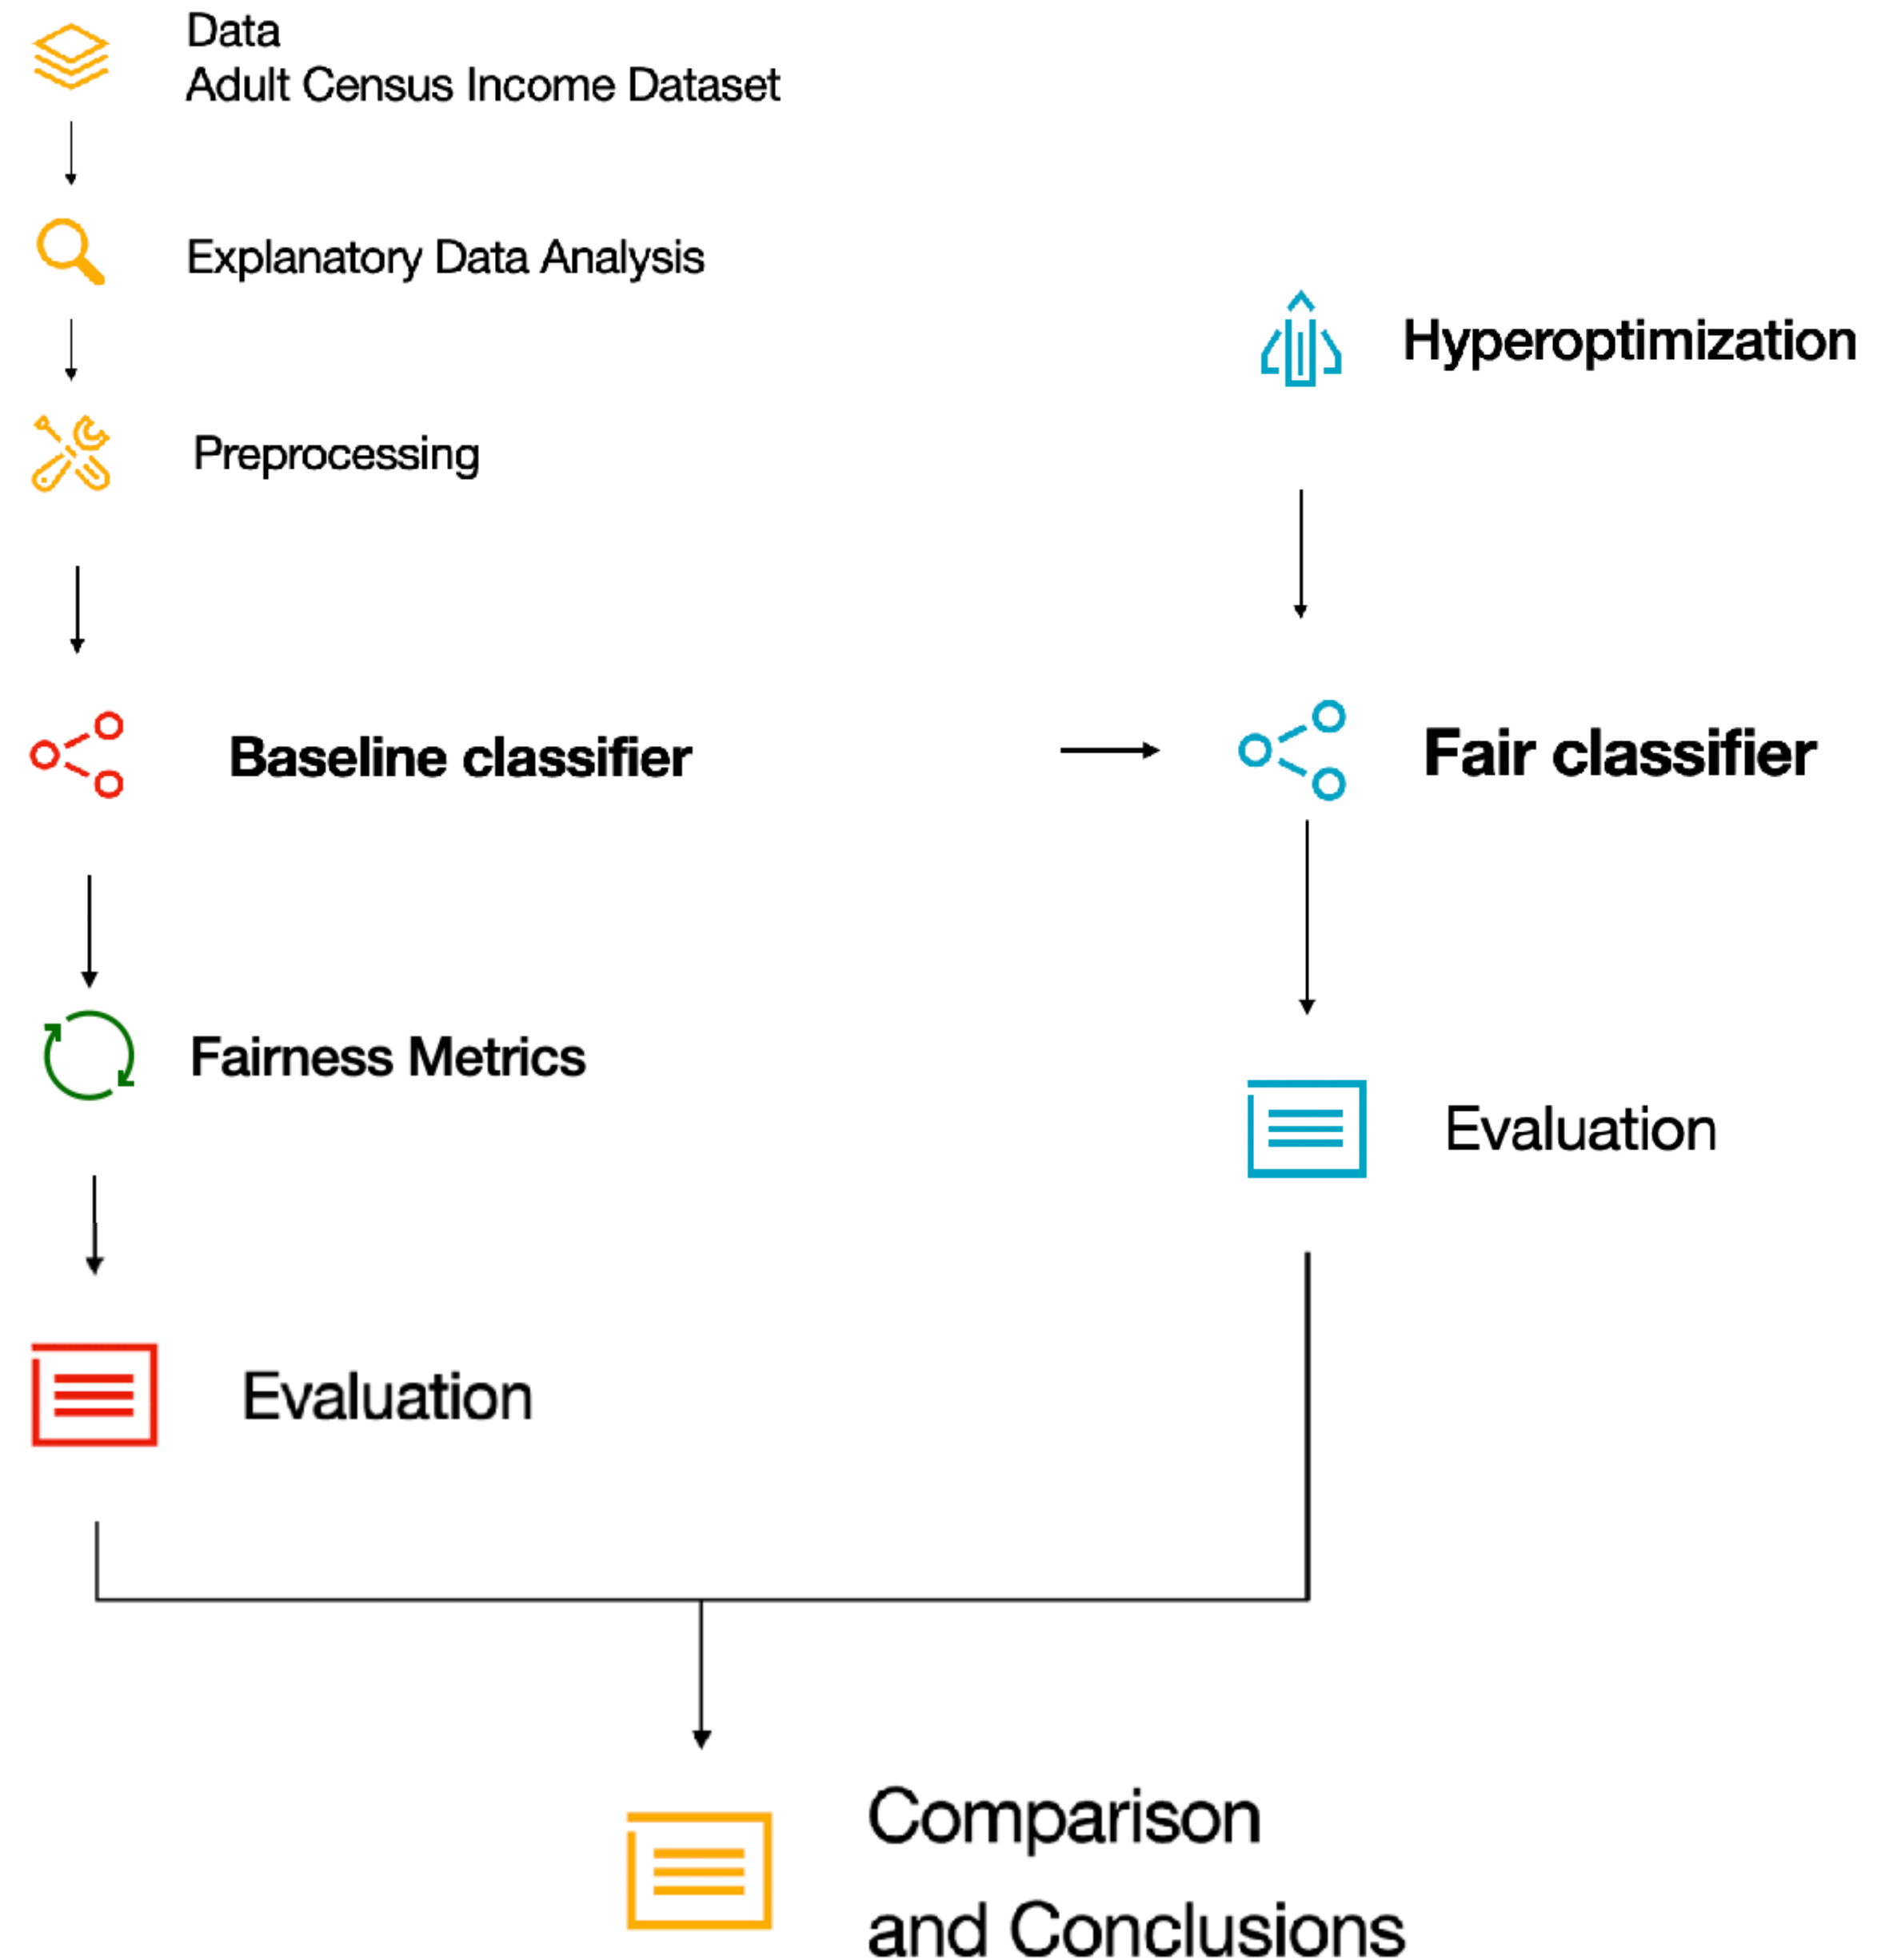 Data
Adult Census Income Dataset
Explanatory Data Analysis
Hyperoptimization
Preprocessing
Baseline classifier
Fair classifier
Fairness Metrics
Evaluation
Evaluation
Comparison
and Conclusions